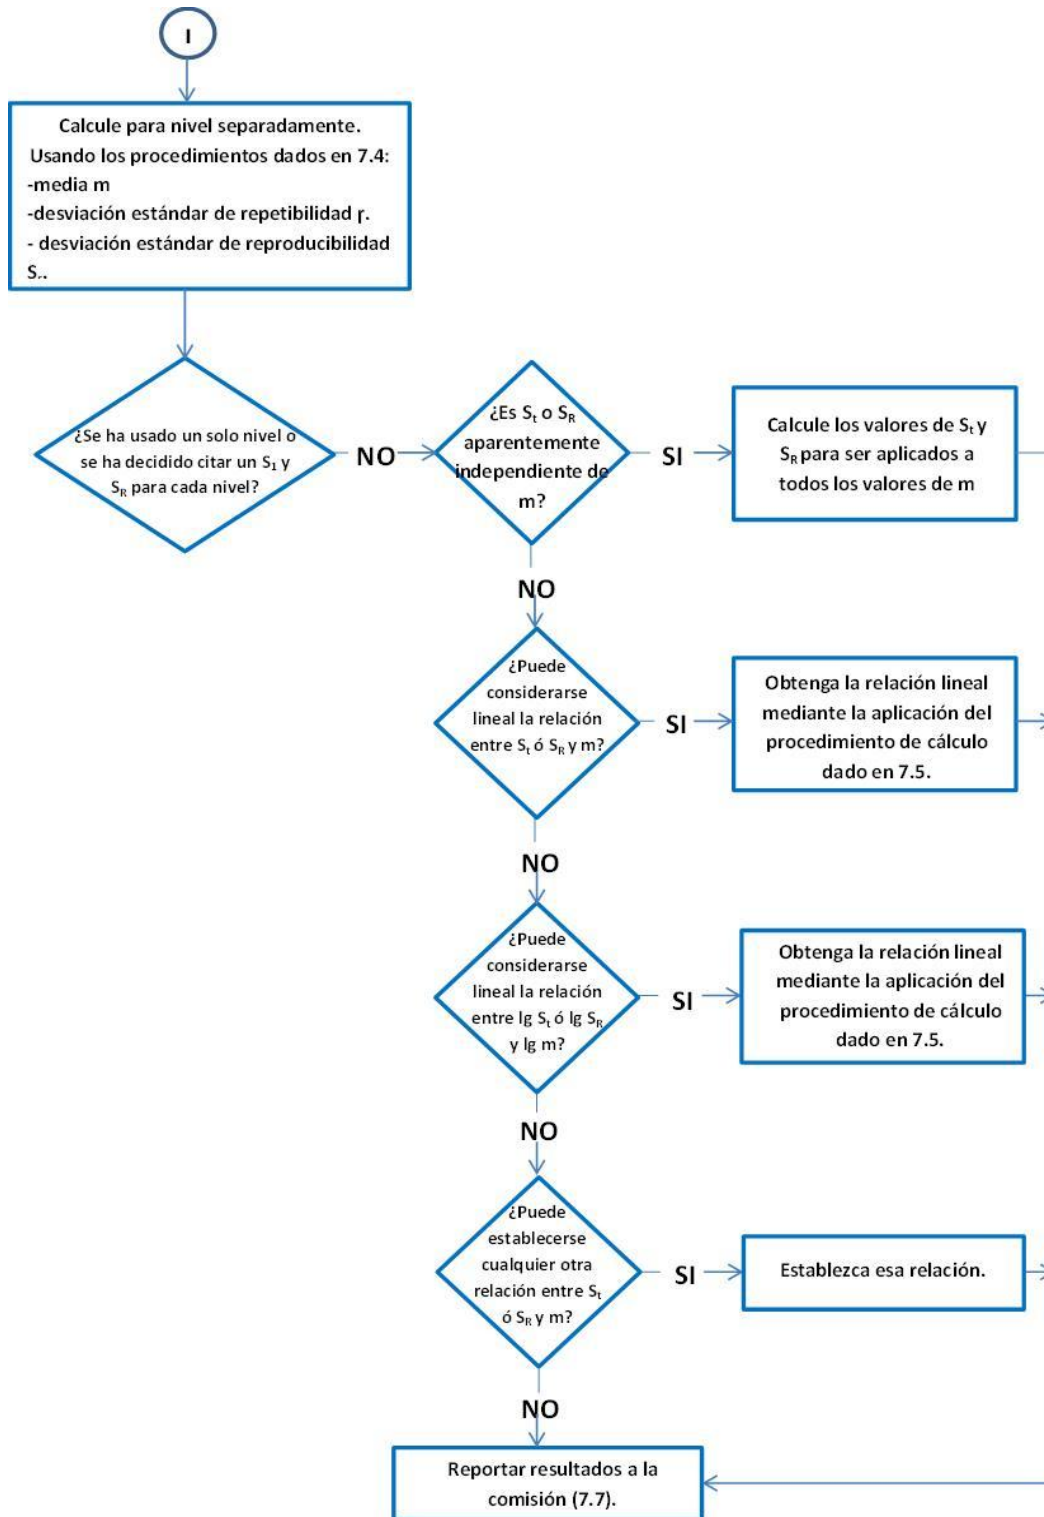 I
Calcule para nivel separadamente.
Usando los procedimientos dados en 7.4:
-media m
-desviación estándar de repetibilidad
- desviación estándar de reproducibilidad
S..
¿Se ha usado un solo nivel o
se ha decidido citar un S₁ y
Sʀ para cada nivel?
NO
¿Es Sₜ o Sʀ
aparentemente
independiente de
m?
SI
Calcule los valores de Sₜ y
Sʀ para ser aplicados a
todos los valores de m
NO
¿Puede
considerarse
lineal la relación
entre Sₜ ó Sʀ y m?
SI
Obtenga la relación lineal
mediante la aplicación del
procedimiento de cálculo
dado en 7.5.
NO
¿Puede
considerarse
lineal la relación
entre lg Sₜ ó lg Sʀ
y lg m?
SI
Obtenga la relación lineal
mediante la aplicación del
procedimiento de cálculo
dado en 7.5.
NO
¿Puede
establecerse
cualquier otra
relación entre Sₜ
ó Sʀ y m?
SI
Establezca esa relación.
NO
Reportar resultados a la
comisión (7.7).